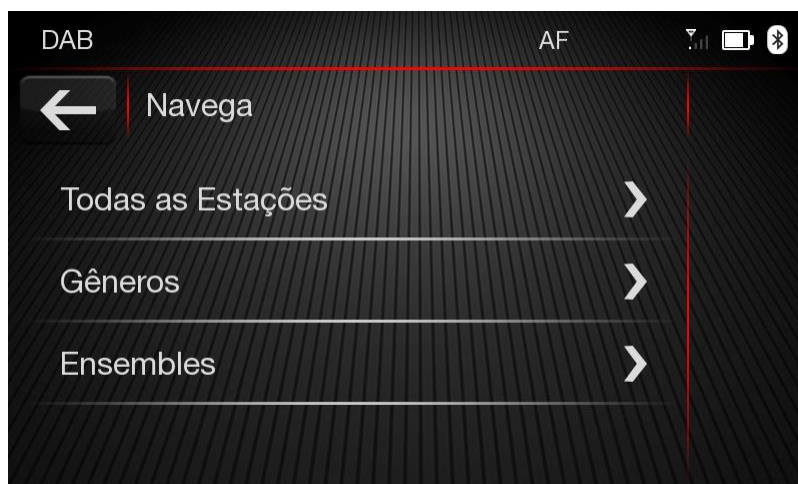 DAB AF
Navega
Todas as Estações
Gêneros
Ensembles